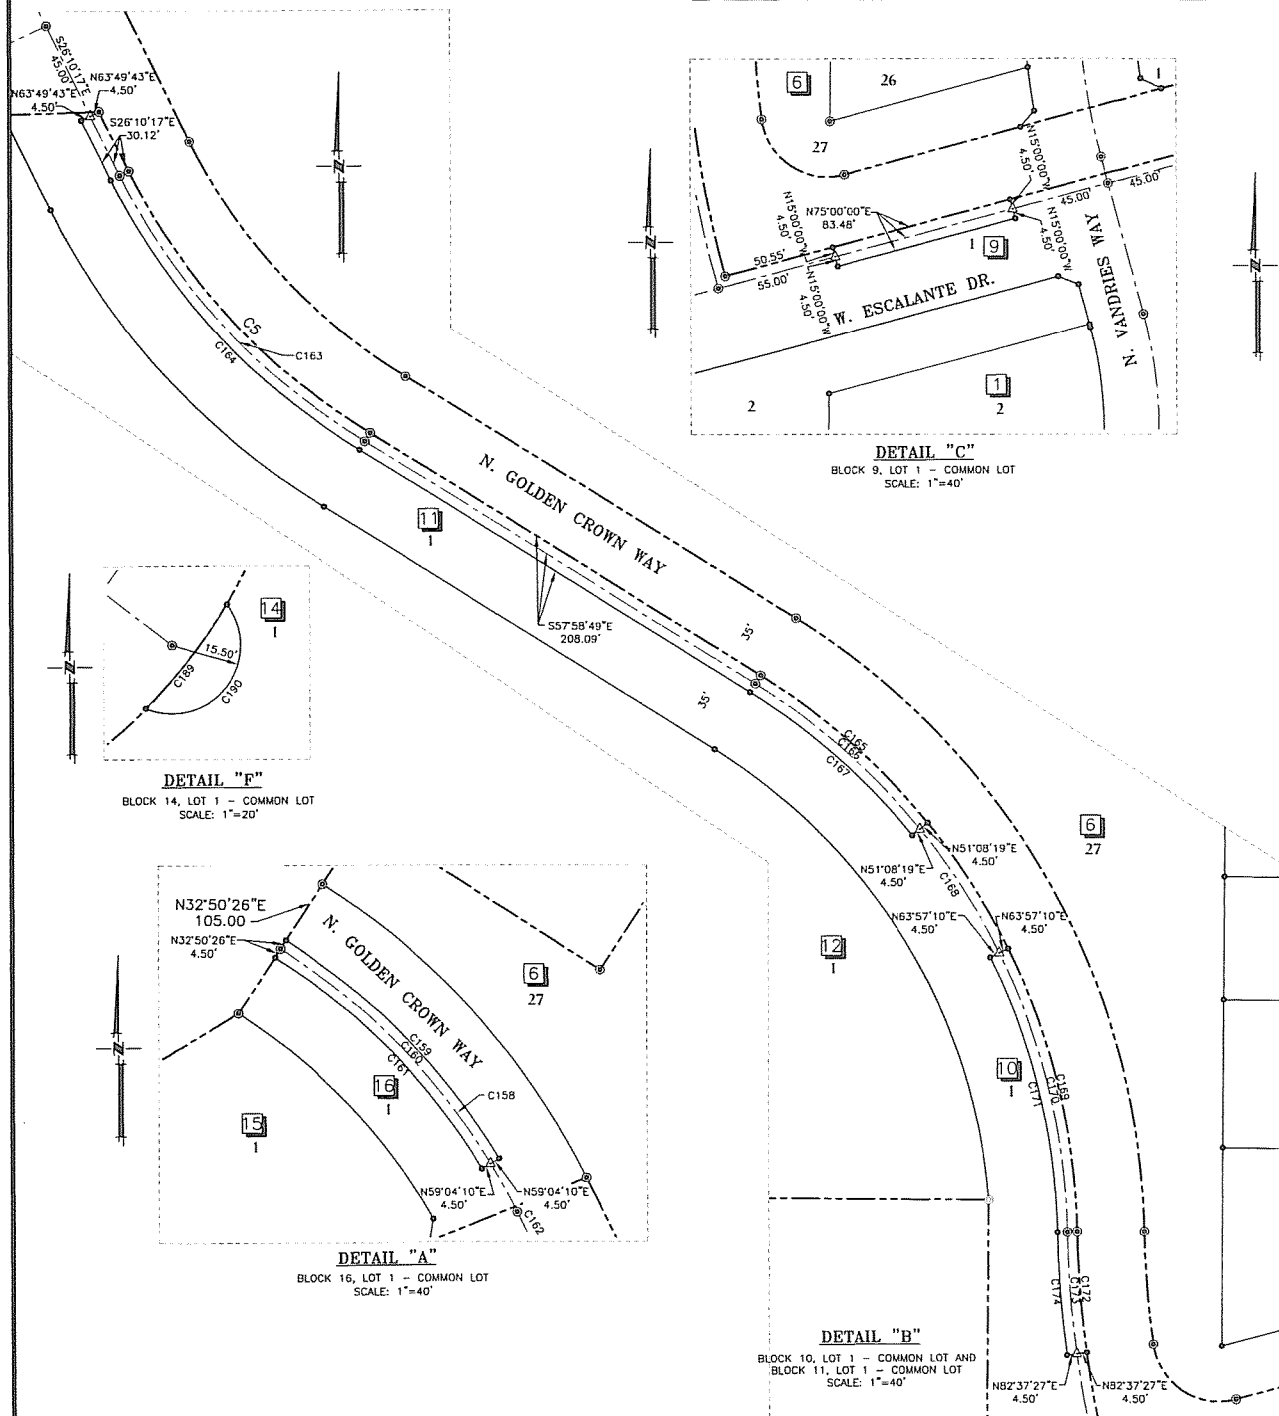 S26°10'17"E
45.00'
N63°49'43"E
4.50'
N63°49'43"E
4.50'
S26°10'17"E
30.12'
C5
C163
C164
N
N. GOLDEN CROWN WAY
11
1
S57°58'49"E
208.09'
35'
35'
C165
C166
C167
N51°08'19"E
4.50'
N51°08'19"E
4.50'
C168
N63°57'10"E
4.50'
N63°57'10"E
4.50'
6
27
12
1
10
1
C169
C170
C171
C172
C173
C174
N82°37'27"E
4.50'
N82°37'27"E
4.50'
DETAIL "B"
BLOCK 10, LOT 1 – COMMON LOT AND
BLOCK 11, LOT 1 – COMMON LOT
SCALE: 1"=40'
N
6
26
1
27
N15°00'00"W
4.50'
45.00'
45.00'
N15°00'00"W
4.50'
N75°00'00"E
83.48'
N15°00'00"W
4.50'
1
9
50.55'
55.00'
N15°00'00"W
4.50'
W. ESCALANTE DR.
N. VANDRIES WAY
2
1
2
DETAIL "C"
BLOCK 9, LOT 1 – COMMON LOT
SCALE: 1"=40'
N
N
14
1
15.50'
C189
C190
DETAIL "F"
BLOCK 14, LOT 1 – COMMON LOT
SCALE: 1"=20'
N32°50'26"E
105.00
N32°50'26"E
4.50'
N. GOLDEN CROWN WAY
6
27
C159
C160
C161
16
1
C158
15
1
N59°04'10"E
4.50'
N59°04'10"E
4.50'
C162
DETAIL "A"
BLOCK 16, LOT 1 – COMMON LOT
SCALE: 1"=40'
N